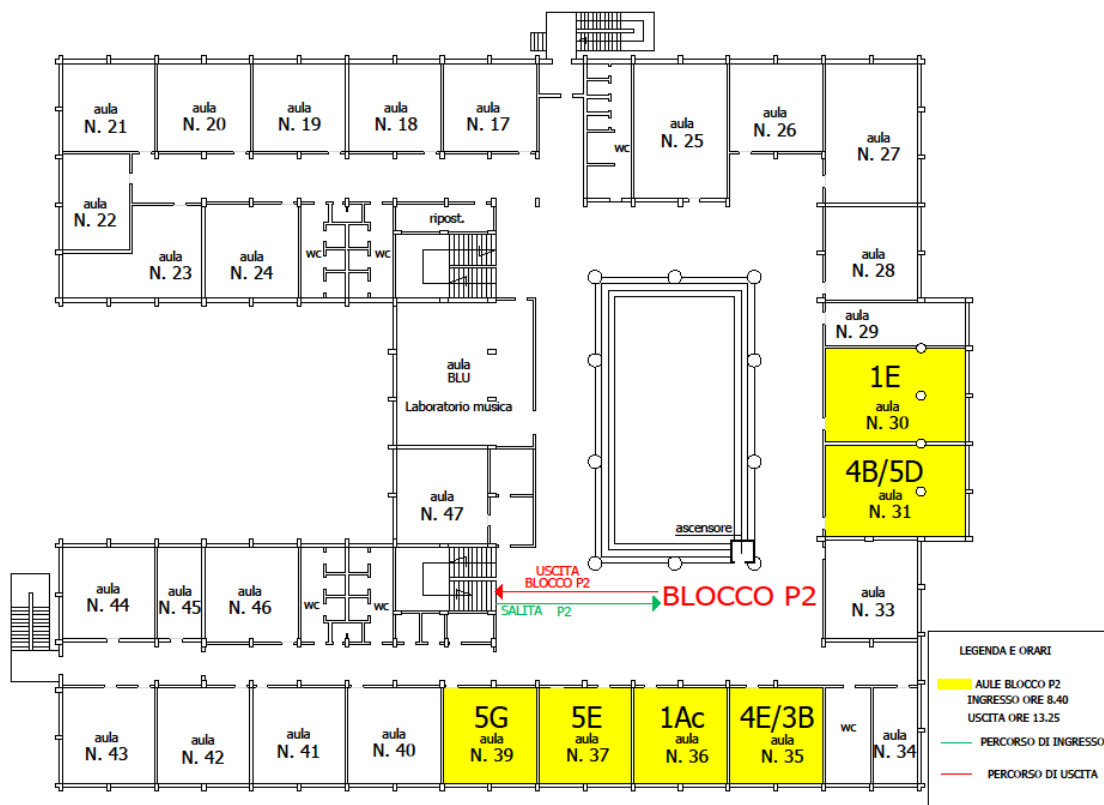 aula
N. 21
aula
N. 20
aula
N. 19
aula
N. 18
aula
N. 17
wc
aula
N. 25
aula
N. 26
aula
N. 27
aula
N. 22
aula
N. 23
aula
N. 24
wc
wc
ripost.
aula
N. 28
aula
N. 29
aula
BLU
Laboratorio musica
1E
aula
N. 30
4B/5D
aula
N. 31
aula
N. 47
ascensore
USCITA
BLOCCO P2
SALITA P2
BLOCCO P2
aula
N. 44
aula
N. 45
aula
N. 46
wc
wc
aula
N. 33
aula
N. 43
aula
N. 42
aula
N. 41
aula
N. 40
5G
aula
N. 39
5E
aula
N. 37
1Ac
aula
N. 36
4E/3B
aula
N. 35
wc
aula
N. 34
LEGENDA E ORARI
AULE BLOCCO P2
INGRESSO ORE 8.40
USCITA ORE 13.25
PERCORSO DI INGRESSO
PERCORSO DI USCITA